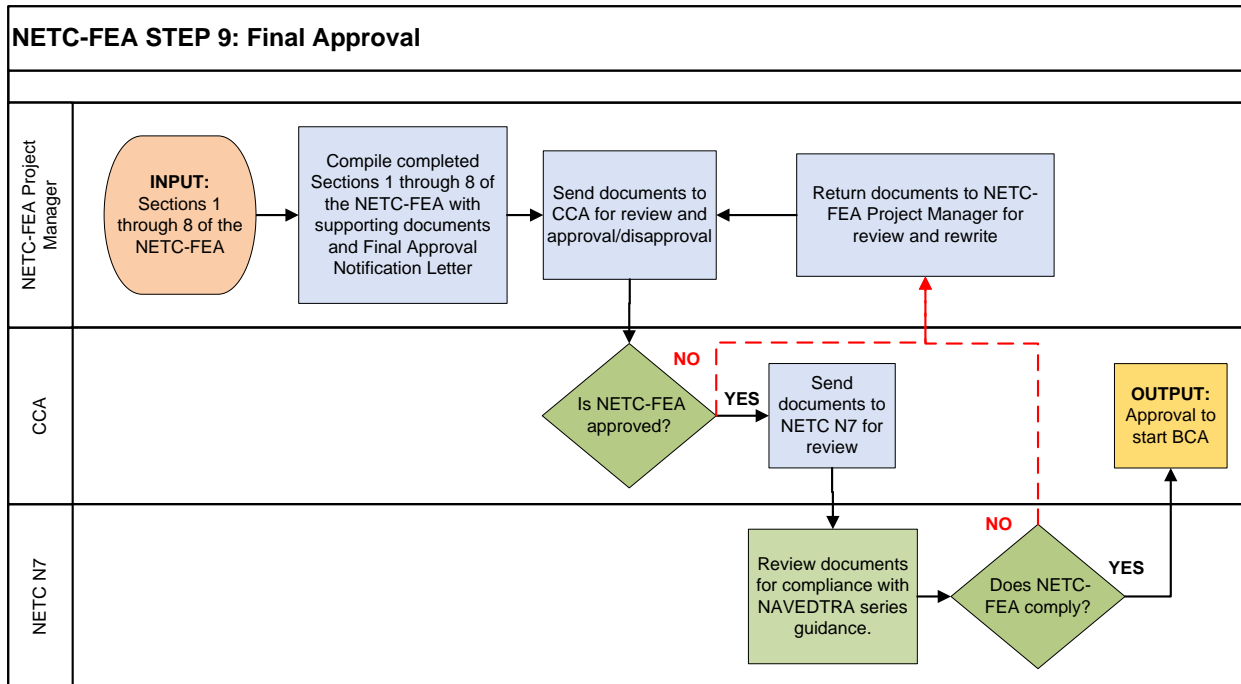 NETC-FEA STEP 9: Final Approval
NETC-FEA Project
Manager
INPUT:
Sections 1
through 8 of the
NETC-FEA
Compile completed
Sections 1 through 8 of
the NETC-FEA with
supporting documents
and Final Approval
Notification Letter
Send documents to
CCA for review and
approval/disapproval
Return documents to NETC-
FEA Project Manager for
review and rewrite
CCA
Is NETC-FEA
approved?
NO
YES
Send
documents to
NETC N7 for
review
OUTPUT:
Approval to
start BCA
NETC N7
Review documents
for compliance with
NAVEDTRA series
guidance.
NO
Does NETC-
FEA comply?
YES